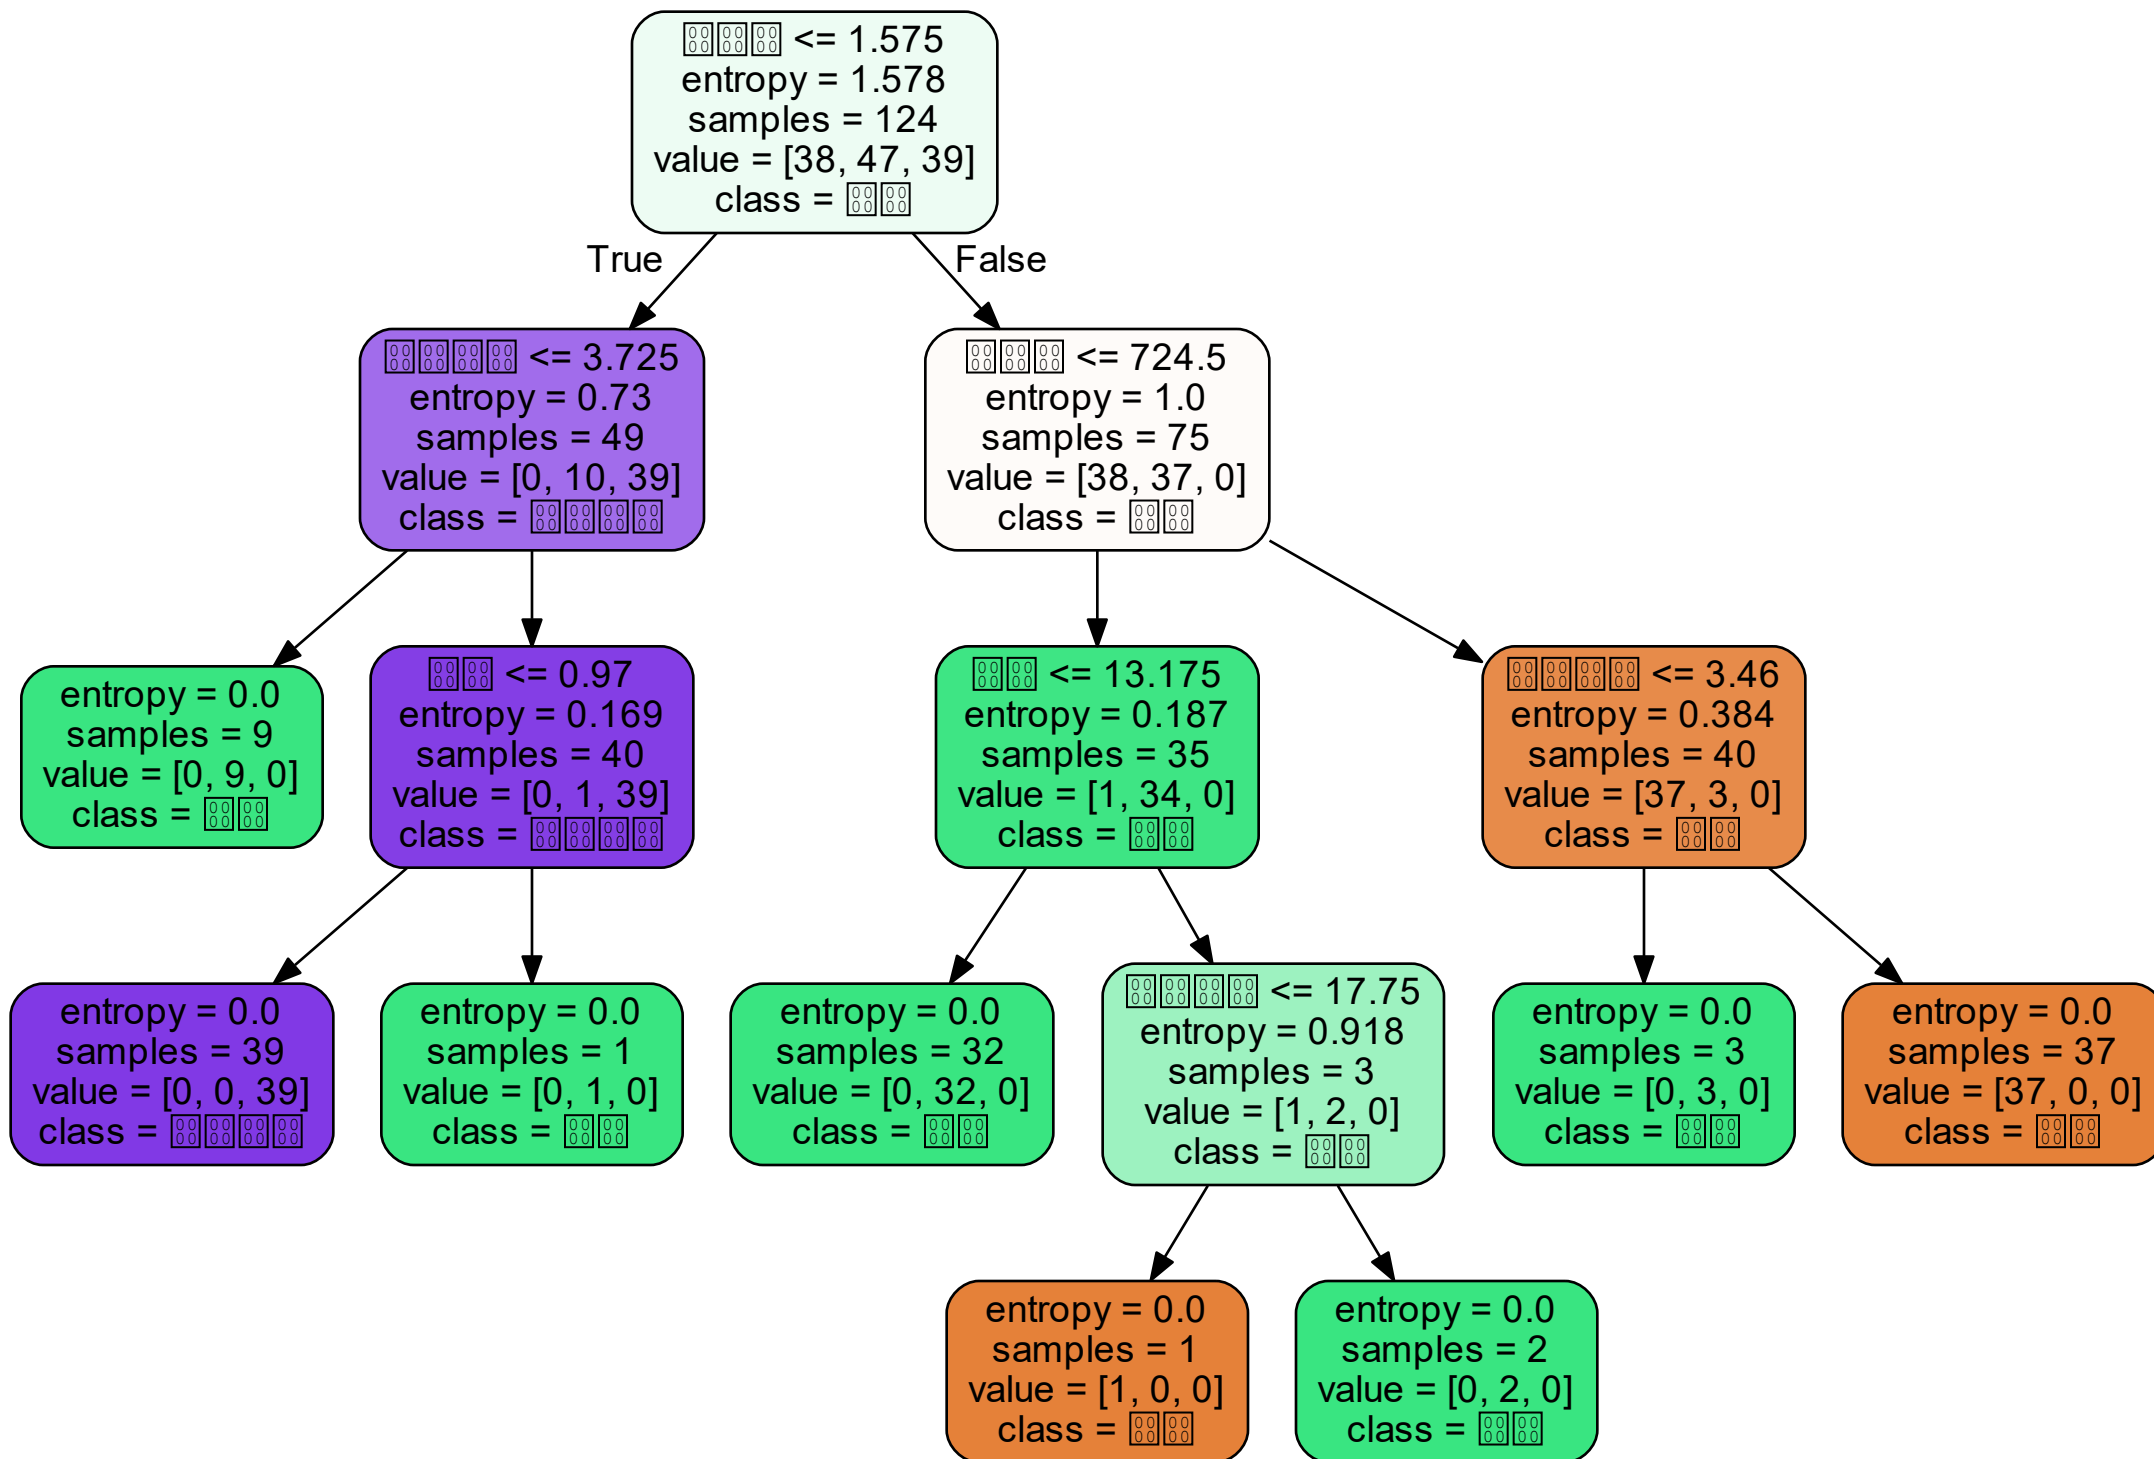 <= 1.575
entropy = 1.578
samples = 124
value = [38, 47, 39]
class =
True
False
<= 3.725
entropy = 0.73
samples = 49
value = [0, 10, 39]
class =
<= 724.5
entropy = 1.0
samples = 75
value = [38, 37, 0]
class =
entropy = 0.0
samples = 9
value = [0, 9, 0]
class =
<= 0.97
entropy = 0.169
samples = 40
value = [0, 1, 39]
class =
<= 13.175
entropy = 0.187
samples = 35
value = [1, 34, 0]
class =
<= 3.46
entropy = 0.384
samples = 40
value = [37, 3, 0]
class =
entropy = 0.0
samples = 39
value = [0, 0, 39]
class =
entropy = 0.0
samples = 1
value = [0, 1, 0]
class =
entropy = 0.0
samples = 32
value = [0, 32, 0]
class =
<= 17.75
entropy = 0.918
samples = 3
value = [1, 2, 0]
class =
entropy = 0.0
samples = 3
value = [0, 3, 0]
class =
entropy = 0.0
samples = 37
value = [37, 0, 0]
class =
entropy = 0.0
samples = 1
value = [1, 0, 0]
class =
entropy = 0.0
samples = 2
value = [0, 2, 0]
class =